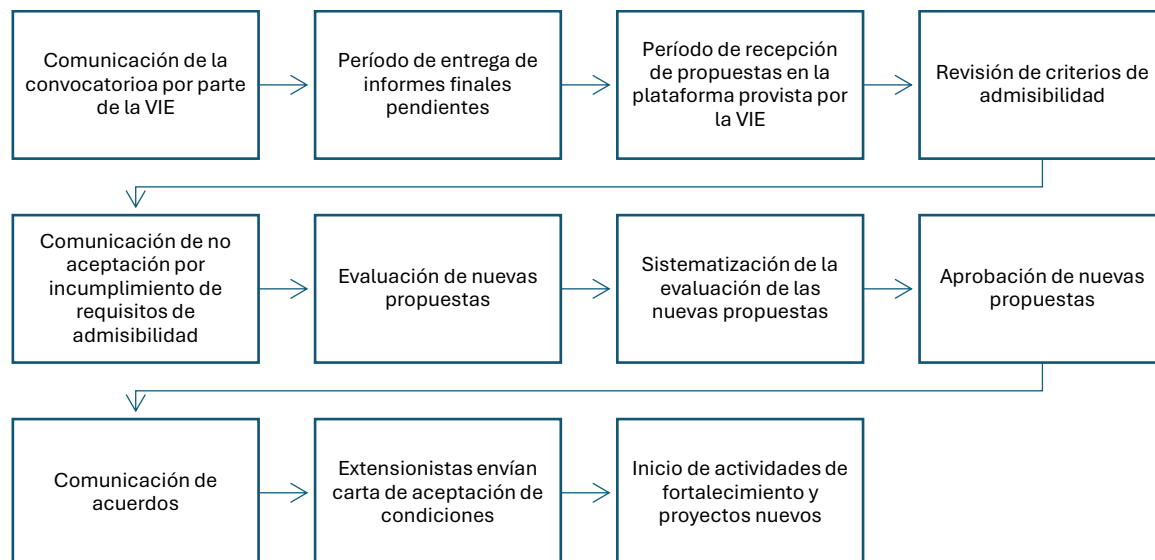 Comunicación de la
convocatorioa por parte
de la VIE
Período de entrega de
informes finales
pendientes
Período de recepción
de propuestas en la
plataforma provista por
la VIE
Revisión de criterios de
admisibilidad
Comunicación de no
aceptación por
incumplimiento de
requisitos de
admisibilidad
Evaluación de nuevas
propuestas
Sistematización de la
evaluación de las
nuevas propuestas
Aprobación de nuevas
propuestas
Comunicación de
acuerdos
Extensionistas envían
carta de aceptación de
condiciones
Inicio de actividades de
fortalecimiento y
proyectos nuevos